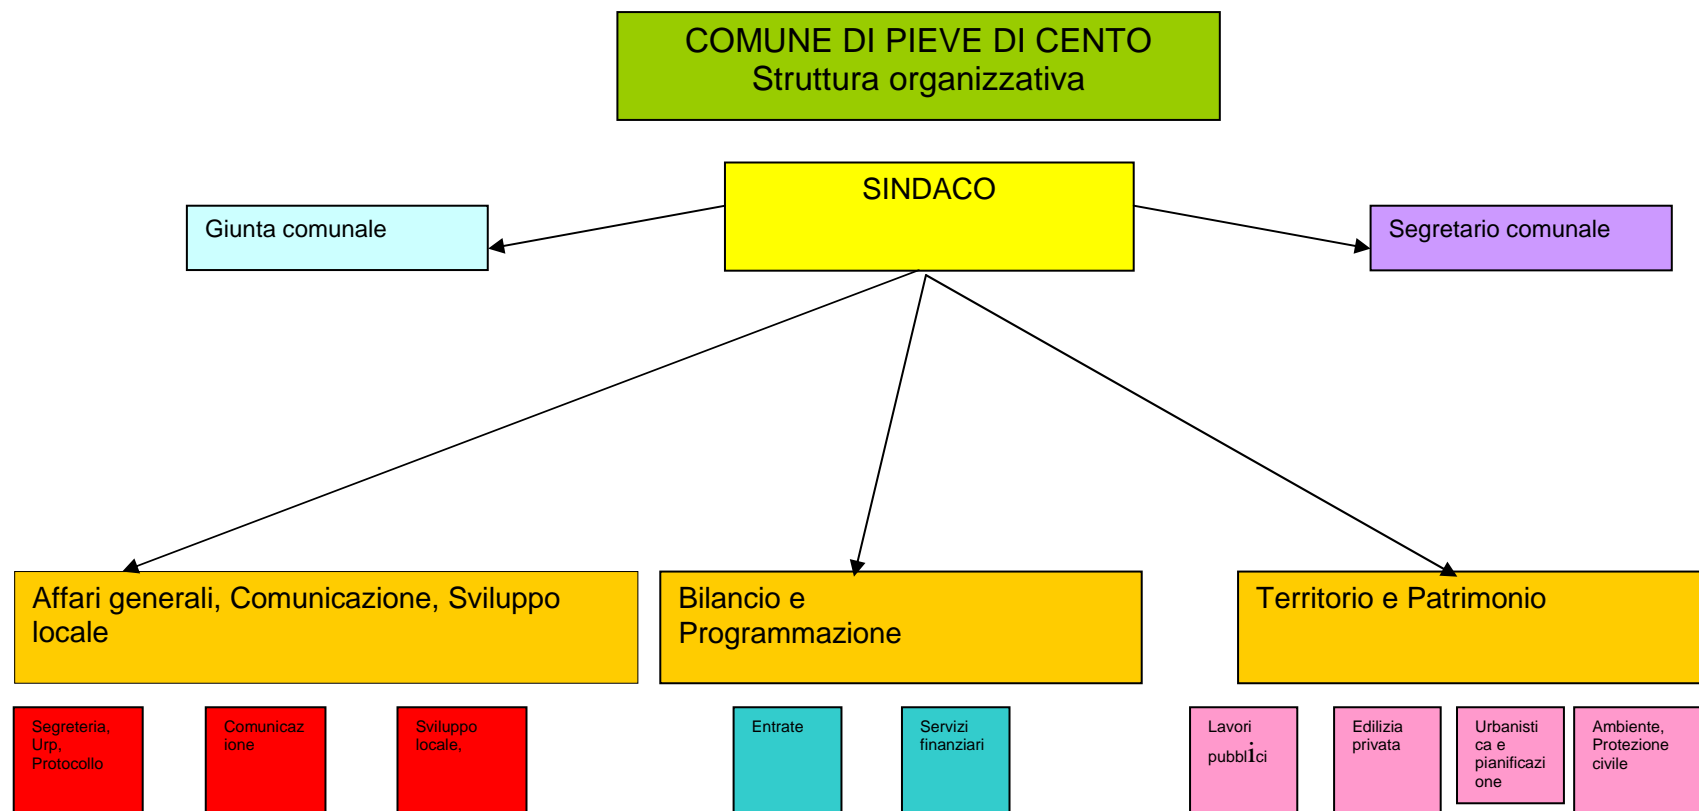 COMUNE DI PIEVE DI CENTO
Struttura organizzativa
SINDACO
Giunta comunale
Segretario comunale
Affari generali, Comunicazione, Sviluppo
locale
Bilancio e
Programmazione
Territorio e Patrimonio
Segreteria,
Urp,
Protocollo
Comunicaz
ione
Sviluppo
locale,
Entrate
Servizi
finanziari
Lavori
pubblici
Edilizia
privata
Urbanisti
ca e
pianificazi
one
Ambiente,
Protezione
civile